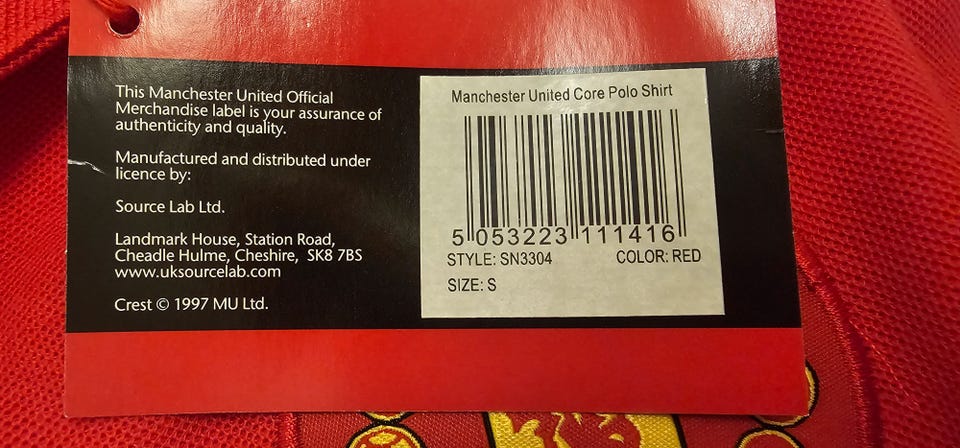 This Manchester United Official
Merchandise label is your assurance of
authenticity and quality.
Manufactured and distributed under
licence by:
Source Lab Ltd.
Landmark House, Station Road,
Cheadle Hulme, Cheshire, SK8 7BS
www.uksourcelab.com
Crest © 1997 MU Ltd.
Manchester United Core Polo Shirt
5 053223 111416
STYLE: SN3304 COLOR: RED
SIZE: S